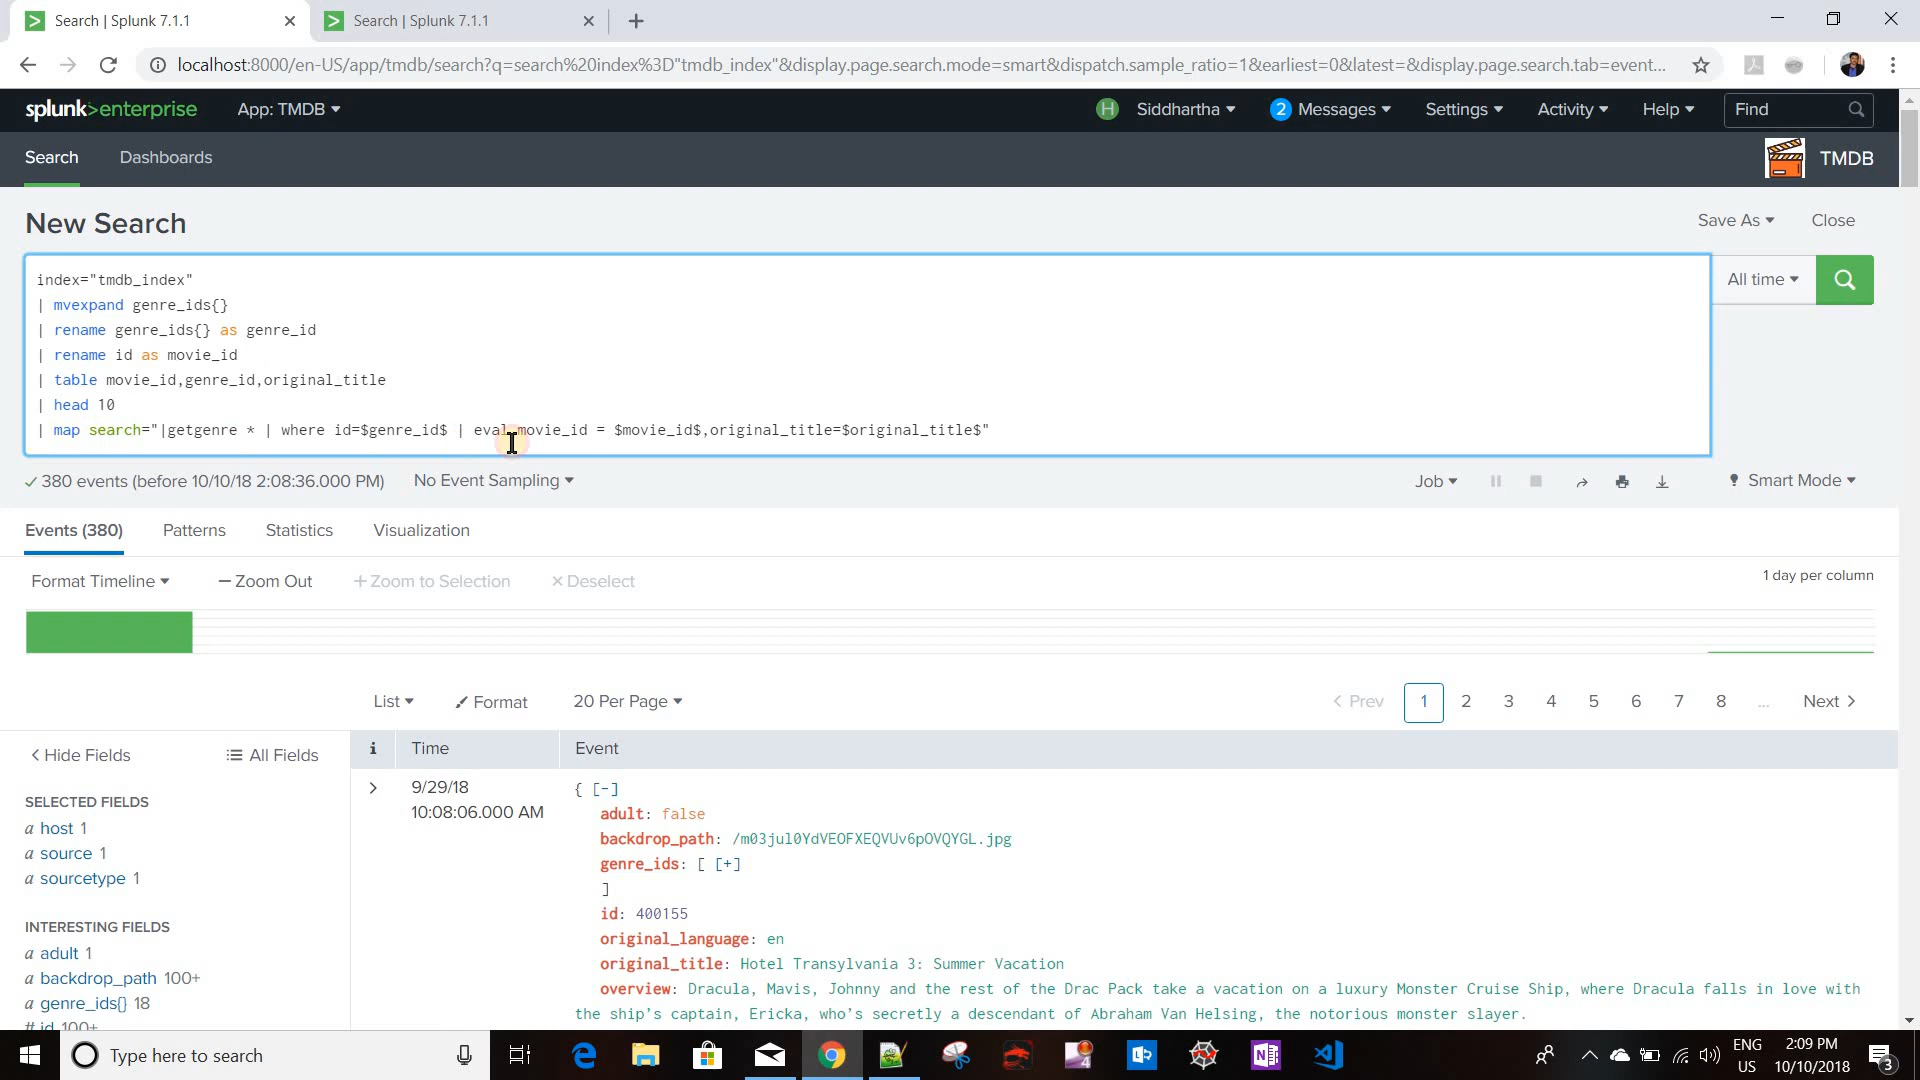 Search | Splunk 7.1.1
Search | Splunk 7.1.1
localhost:8000/en-US/app/tmdb/search?q=search%20index%3D"tmdb_index"&display.page.search.mode=smart&dispatch.sample_ratio=1&earliest=0&latest=&display.page.search.tab=event...
splunk>enterprise
App: TMDB
H
Siddhartha
2 Messages
Settings
Activity
Help
Find
Search
Dashboards
TMDB
New Search
Save As
Close
index="tmdb_index"
| mvexpand genre_ids{}
| rename genre_ids{} as genre_id
| rename id as movie_id
| table movie_id,genre_id,original_title
| head 10
| map search="|getgenre * | where id=$genre_id$ | eval movie_id = $movie_id$,original_title=$original_title$"
All time
✓ 380 events (before 10/10/18 2:08:36.000 PM)
No Event Sampling
Job
Smart Mode
Events (380)
Patterns
Statistics
Visualization
Format Timeline
— Zoom Out
+ Zoom to Selection
× Deselect
1 day per column
List
Format
20 Per Page
< Prev
1
2
3
4
5
6
7
8
...
Next >
< Hide Fields
All Fields
i
Time
Event
SELECTED FIELDS
a host 1
a source 1
a sourcetype 1
INTERESTING FIELDS
a adult 1
a backdrop_path 100+
a genre_ids{} 18
# id 100+
>
9/29/18
10:08:06.000 AM
{ [-]
adult: false
backdrop_path: /m03jul0YdVEOFXEQVUv6pOVQYGL.jpg
genre_ids: [ [+]
]
id: 400155
original_language: en
original_title: Hotel Transylvania 3: Summer Vacation
overview: Dracula, Mavis, Johnny and the rest of the Drac Pack take a vacation on a luxury Monster Cruise Ship, where Dracula falls in love with
the ship's captain, Ericka, who's secretly a descendant of Abraham Van Helsing, the notorious monster slayer.
Type here to search
ENG
US
2:09 PM
10/10/2018
3